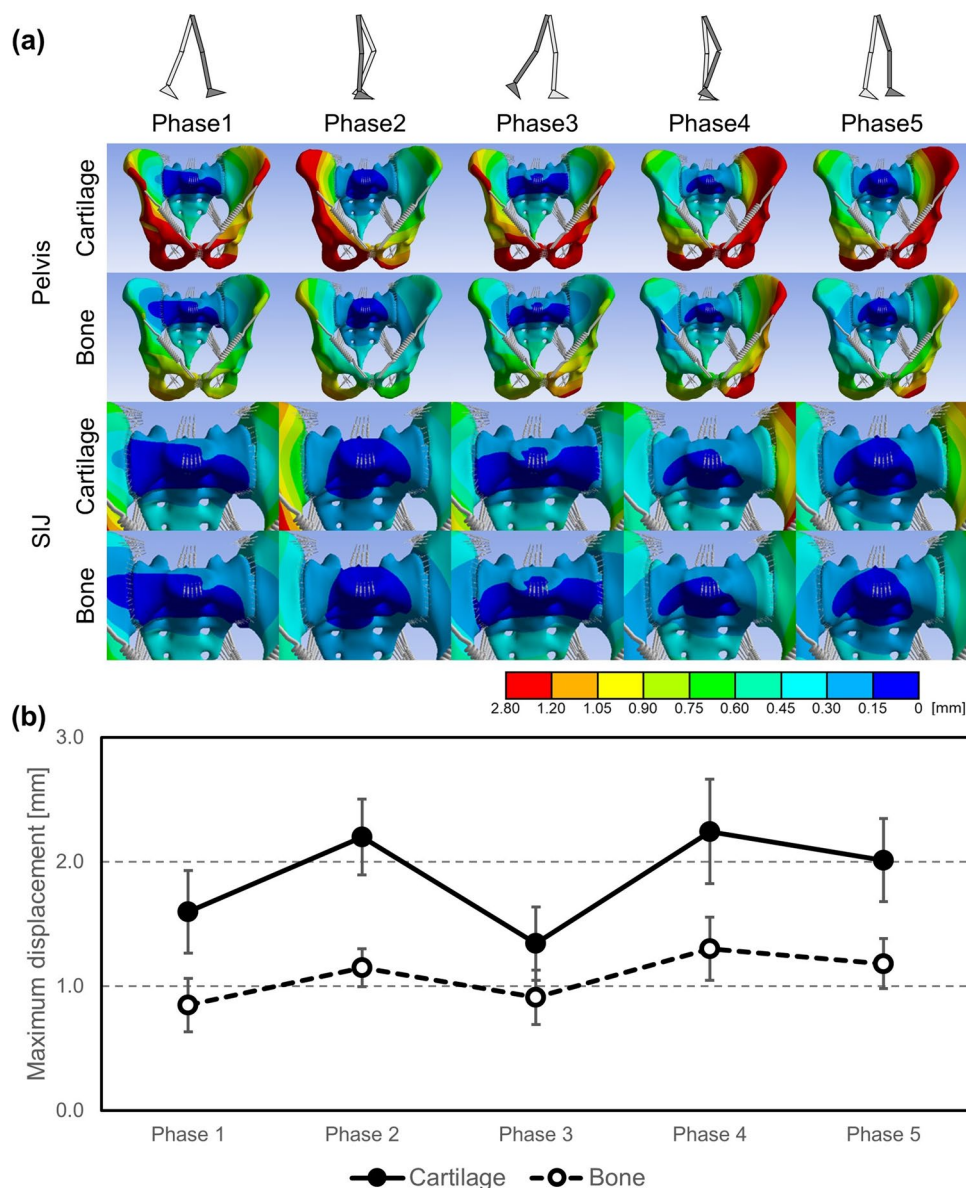 (a)
Phase1 Phase2 Phase3 Phase4 Phase5
Pelvis
Cartilage
Bone
SIJ
Cartilage
Bone
2.80 1.20 1.05 0.90 0.75 0.60 0.45 0.30 0.15 0 [mm]
(b)
Maximum displacement [mm]
3.0
2.0
1.0
0.0
Phase 1 Phase 2 Phase 3 Phase 4 Phase 5
Cartilage Bone